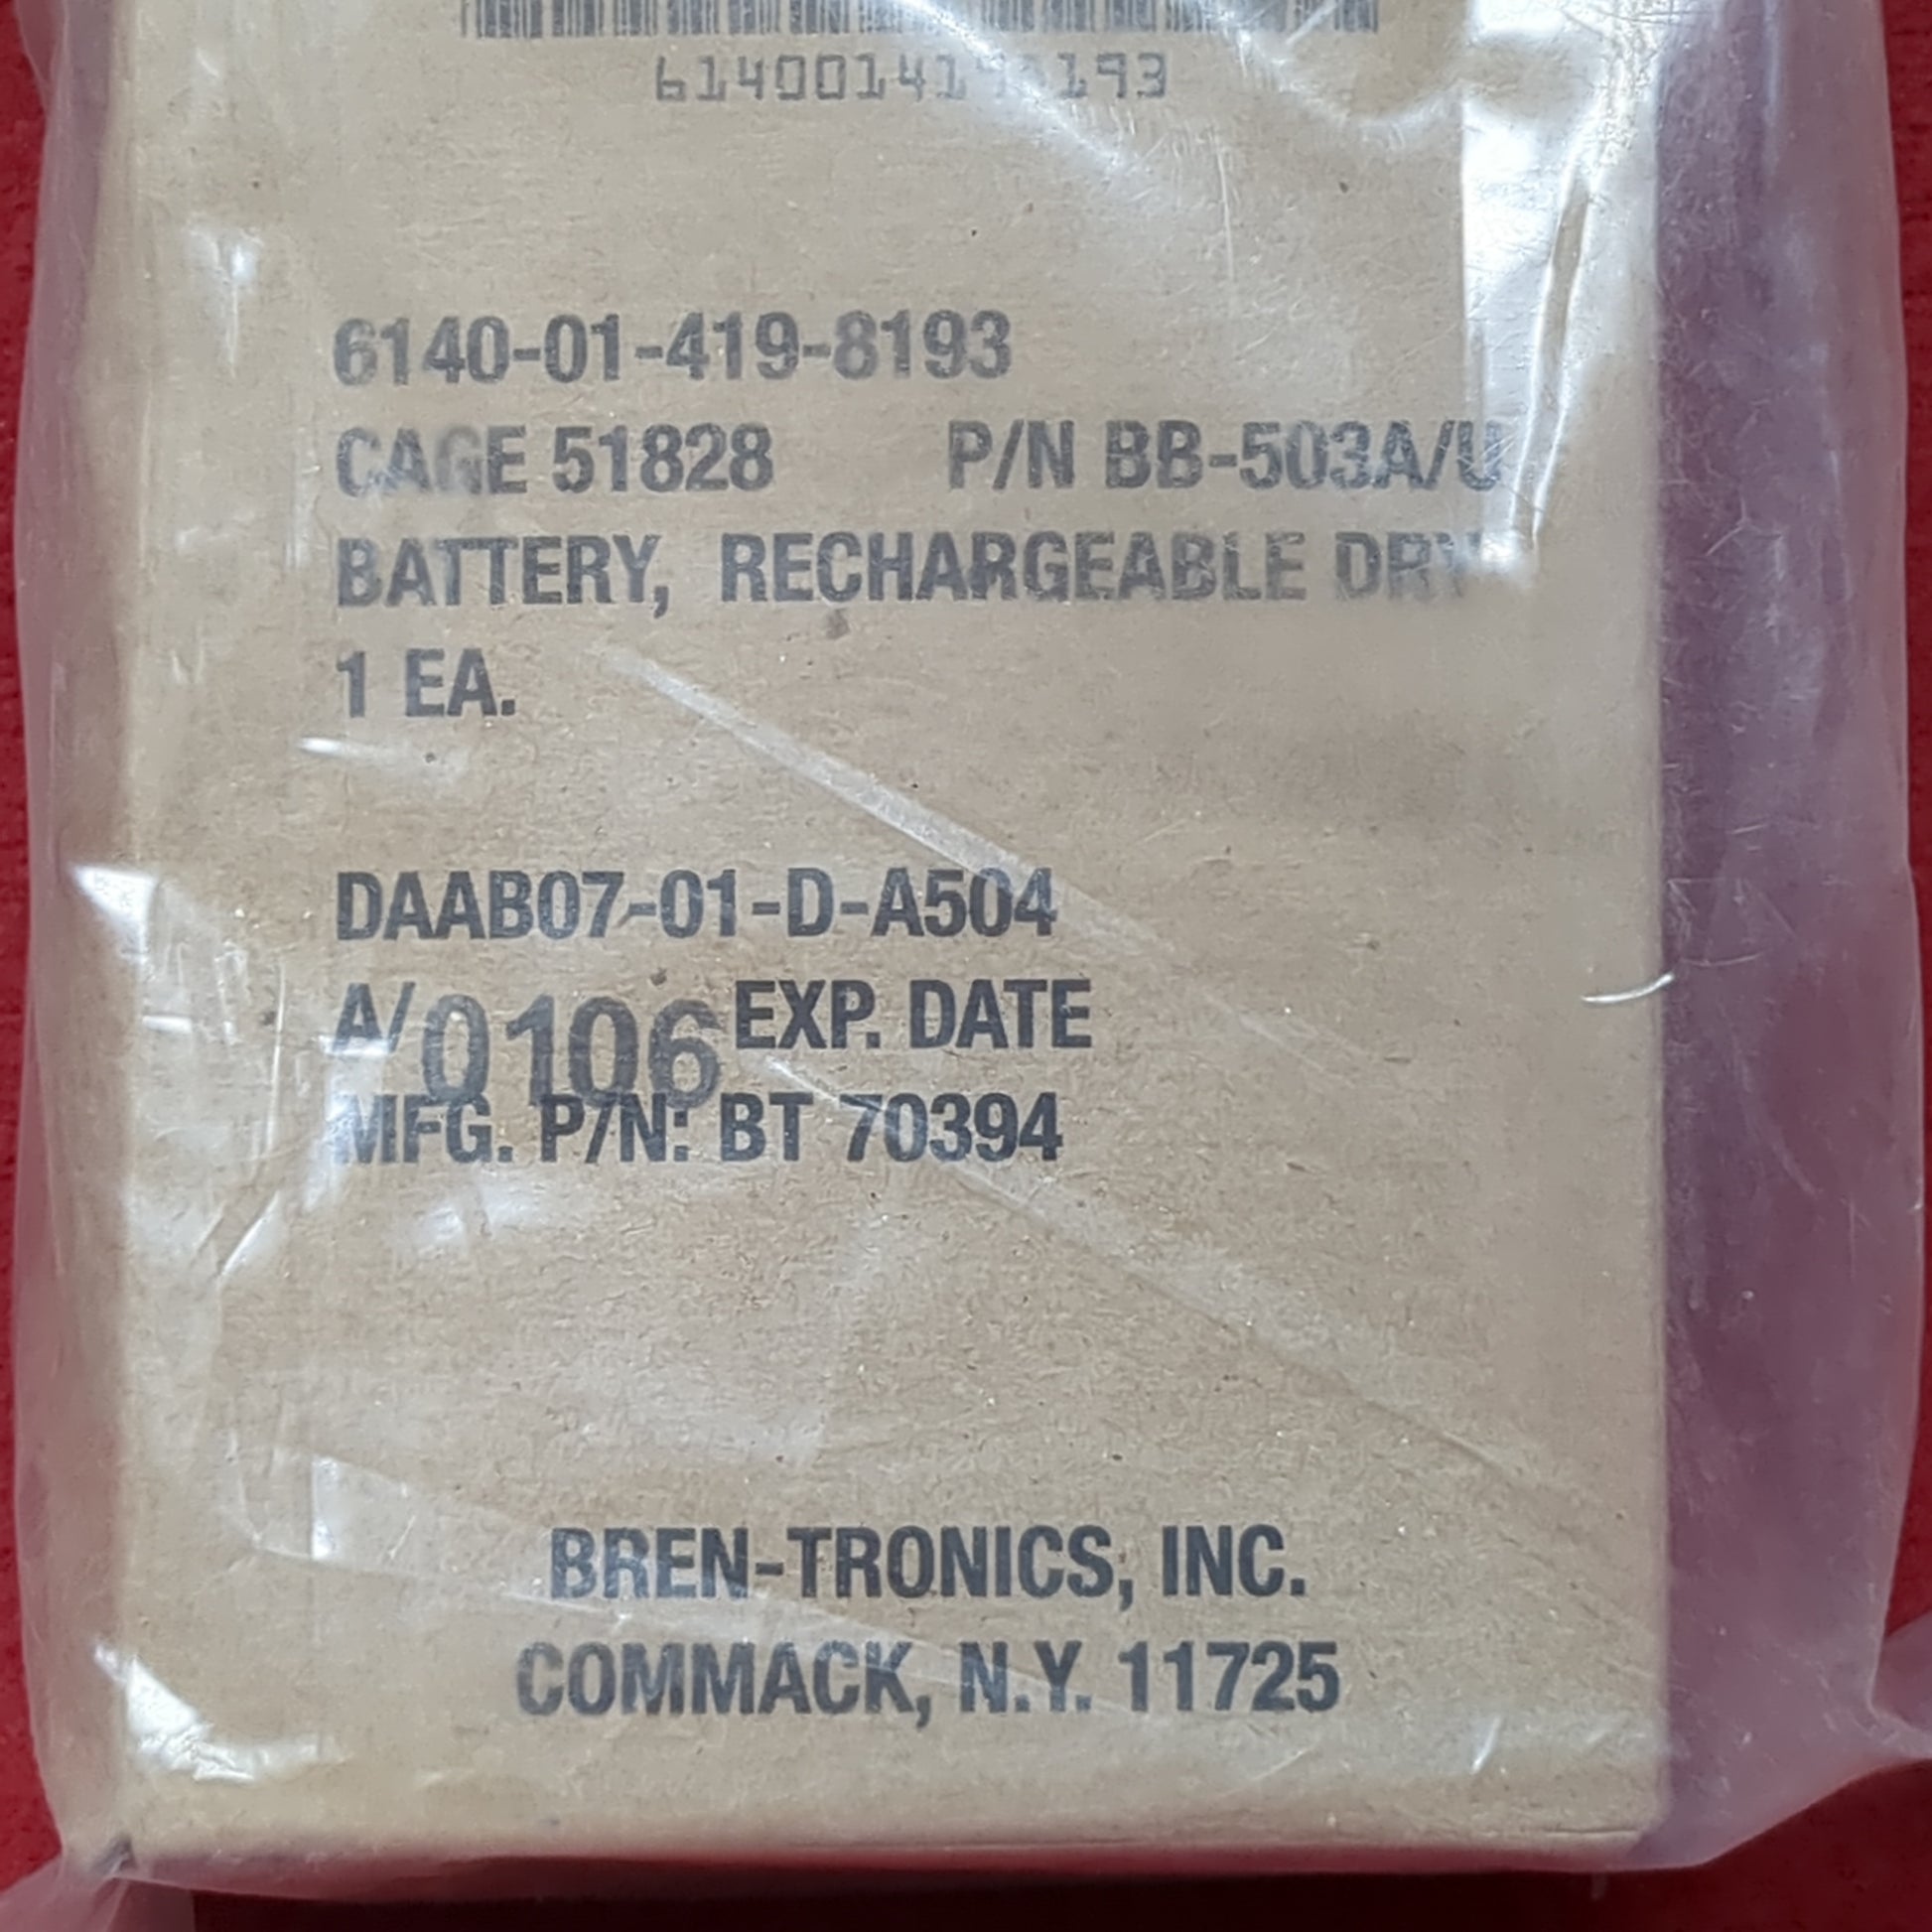 6140014198193
6140-01-419-8193
CAGE 51828 P/N BB-503A/U
BATTERY, RECHARGEABLE DRY
1 EA.
DAAB07-01-D-A504
A/0106 EXP. DATE
MFG. P/N: BT 70394
BREN-TRONICS, INC.
COMMACK, N.Y. 11725